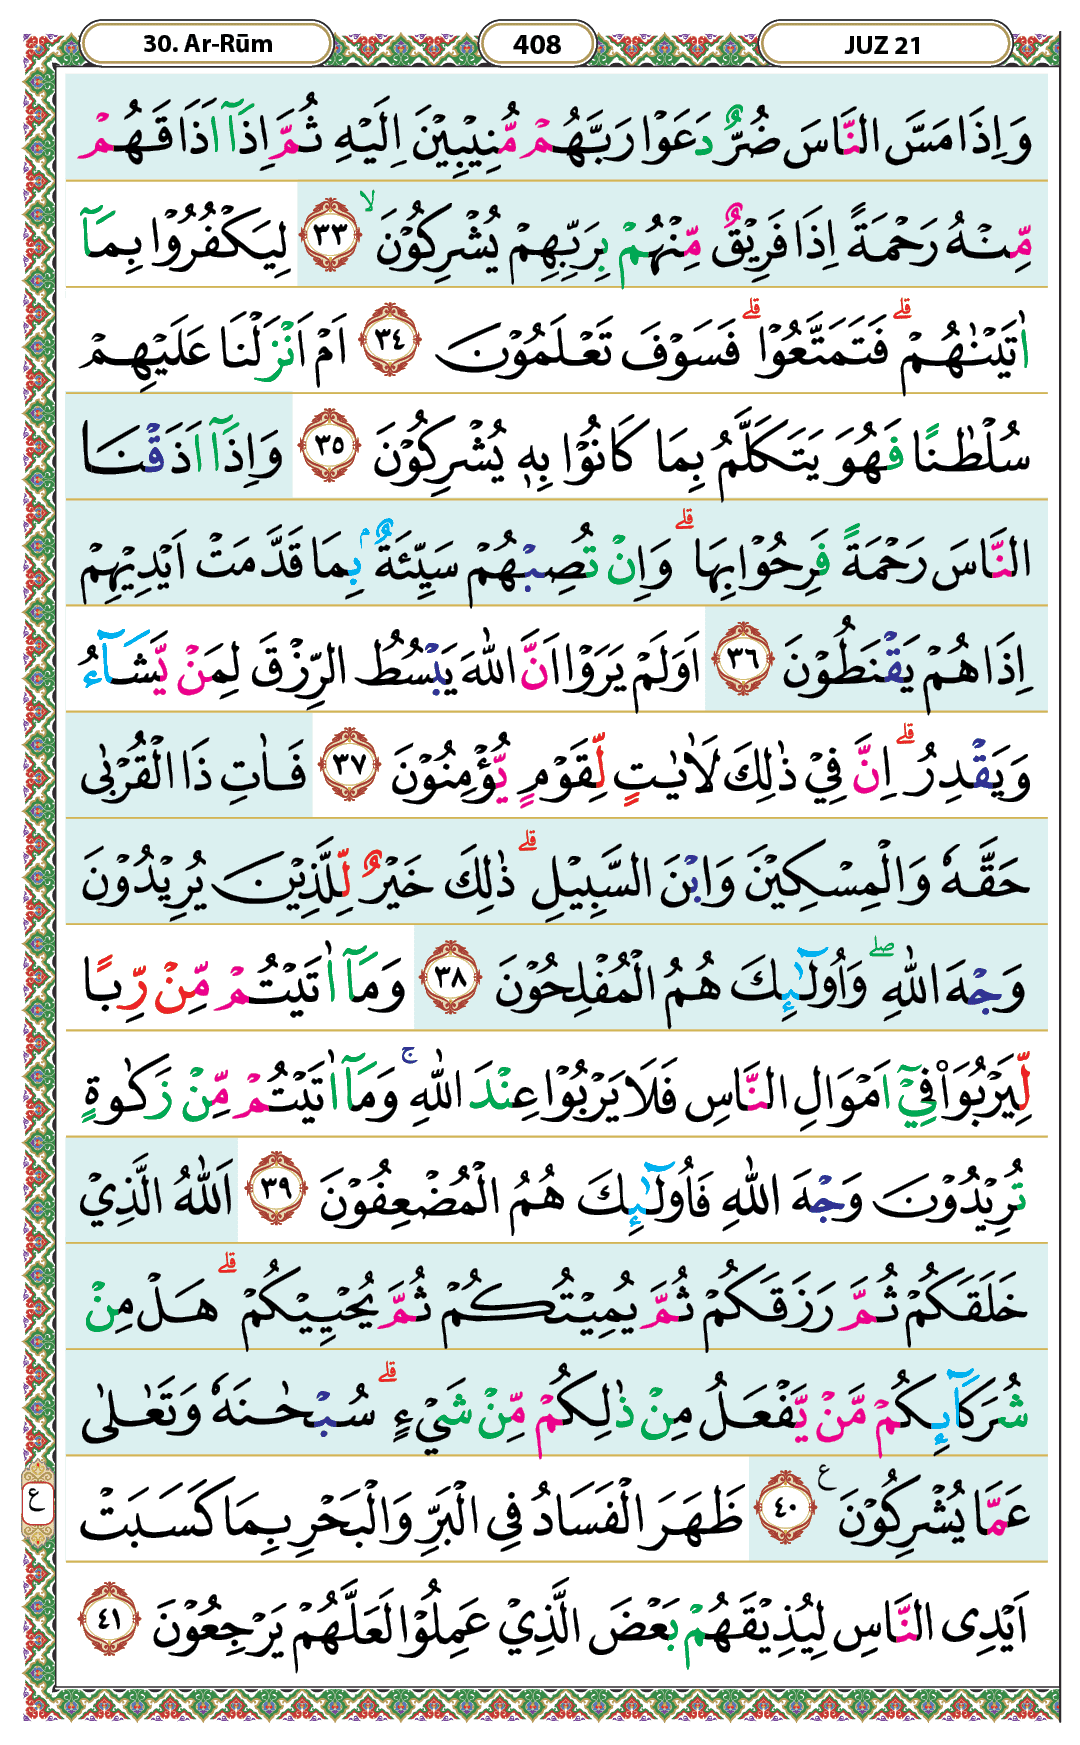 30. Ar-Rūm
408
JUZ 21
وَاِذَا مَسَّ النَّاسَ ضُرٌّ دَعَوْا رَبَّهُمْ مُّنِيْبِيْنَ اِلَيْهِ ثُمَّ اِذَآ اَذَاقَهُمْ
مِّنْهُ رَحْمَةً اِذَا فَرِيْقٌ مِّنْهُمْ بِرَبِّهِمْ يُشْرِكُوْنَۙ ٣٣ لِيَكْفُرُوْا بِمَآ
اٰتَيْنٰهُمْۗ فَتَمَتَّعُوْاۗ فَسَوْفَ تَعْلَمُوْنَ ٣٤ اَمْ اَنْزَلْنَا عَلَيْهِمْ
سُلْطٰنًا فَهُوَ يَتَكَلَّمُ بِمَا كَانُوْا بِهٖ يُشْرِكُوْنَ ٣٥ وَاِذَآ اَذَقْنَا
النَّاسَ رَحْمَةً فَرِحُوْا بِهَاۗ وَاِنْ تُصِبْهُمْ سَيِّئَةٌۢ بِمَا قَدَّمَتْ اَيْدِيْهِمْ
اِذَا هُمْ يَقْنَطُوْنَ ٣٦ اَوَلَمْ يَرَوْا اَنَّ اللّٰهَ يَبْسُطُ الرِّزْقَ لِمَنْ يَّشَاۤءُ
وَيَقْدِرُۗ اِنَّ فِيْ ذٰلِكَ لَاٰيٰتٍ لِّقَوْمٍ يُّؤْمِنُوْنَ ٣٧ فَاٰتِ ذَا الْقُرْبٰى
حَقَّهٗ وَالْمِسْكِيْنَ وَابْنَ السَّبِيْلِۗ ذٰلِكَ خَيْرٌ لِّلَّذِيْنَ يُرِيْدُوْنَ
وَجْهَ اللّٰهِۖ وَاُولٰۤىِٕكَ هُمُ الْمُفْلِحُوْنَ ٣٨ وَمَآ اٰتَيْتُمْ مِّنْ رِّبًا
لِّيَرْبُوَا۟ فِيْٓ اَمْوَالِ النَّاسِ فَلَا يَرْبُوْا عِنْدَ اللّٰهِۚ وَمَآ اٰتَيْتُمْ مِّنْ زَكٰوةٍ
تُرِيْدُوْنَ وَجْهَ اللّٰهِ فَاُولٰۤىِٕكَ هُمُ الْمُضْعِفُوْنَ ٣٩ اَللّٰهُ الَّذِيْ
خَلَقَكُمْ ثُمَّ رَزَقَكُمْ ثُمَّ يُمِيْتُكُمْ ثُمَّ يُحْيِيْكُمْۗ هَلْ مِنْ
شُرَكَاۤىِٕكُمْ مَّنْ يَّفْعَلُ مِنْ ذٰلِكُمْ مِّنْ شَيْءٍۗ سُبْحٰنَهٗ وَتَعٰلٰى
عَمَّا يُشْرِكُوْنَ ࣖ ٤٠ ظَهَرَ الْفَسَادُ فِى الْبَرِّ وَالْبَحْرِ بِمَا كَسَبَتْ
ع
اَيْدِى النَّاسِ لِيُذِيْقَهُمْ بَعْضَ الَّذِيْ عَمِلُوْا لَعَلَّهُمْ يَرْجِعُوْنَ ٤١